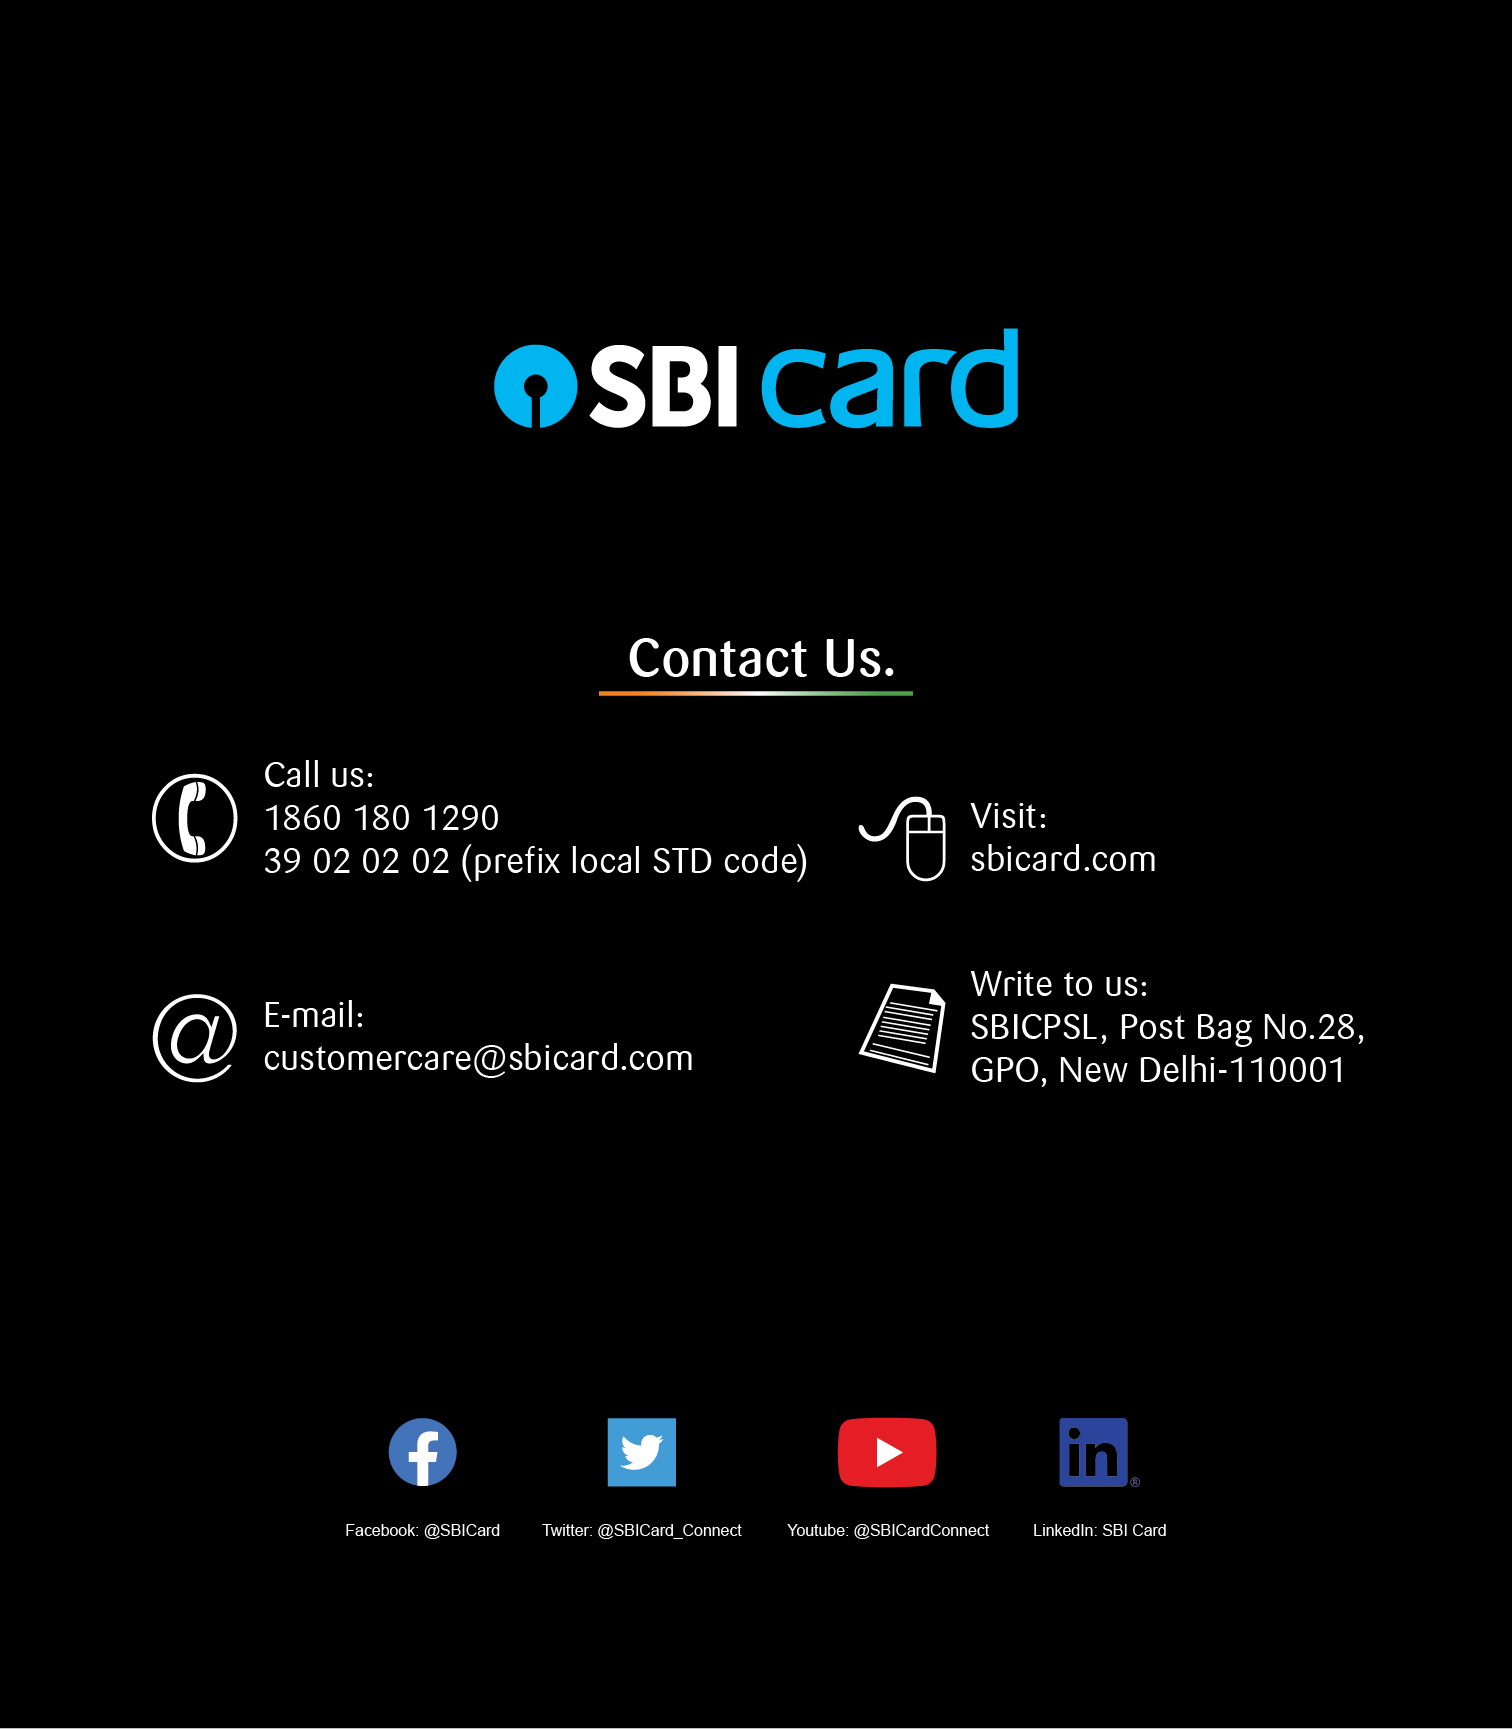 SBI card
Contact Us.
Call us:
1860 180 1290
39 02 02 02 (prefix local STD code)
Visit:
sbicard.com
E-mail:
customercare@sbicard.com
Write to us:
SBICPSL, Post Bag No.28,
GPO, New Delhi-110001
in®
Facebook: @SBICard
Twitter: @SBICard_Connect
Youtube: @SBICardConnect
LinkedIn: SBI Card